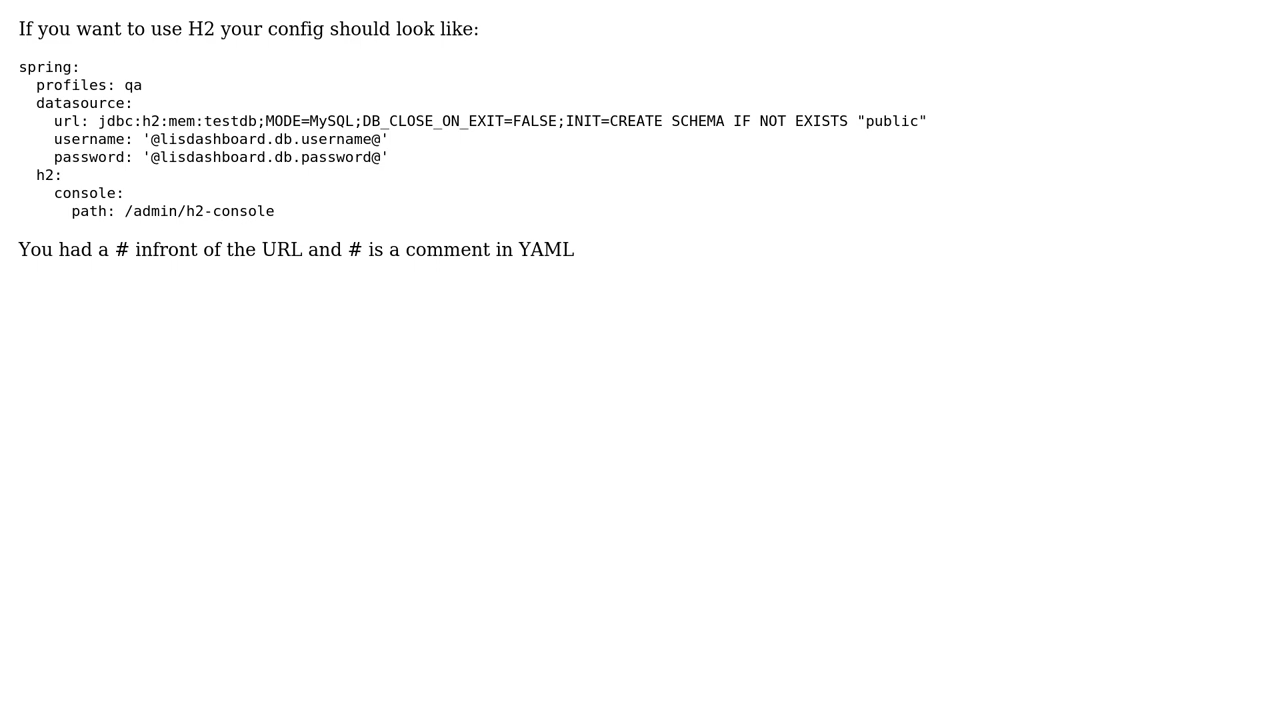 If you want to use H2 your config should look like:
spring:
  profiles: qa
  datasource:
    url: jdbc:h2:mem:testdb;MODE=MySQL;DB_CLOSE_ON_EXIT=FALSE;INIT=CREATE SCHEMA IF NOT EXISTS "public"
    username: '@lisdashboard.db.username@'
    password: '@lisdashboard.db.password@'
  h2:
    console:
      path: /admin/h2-console
You had a # infront of the URL and # is a comment in YAML